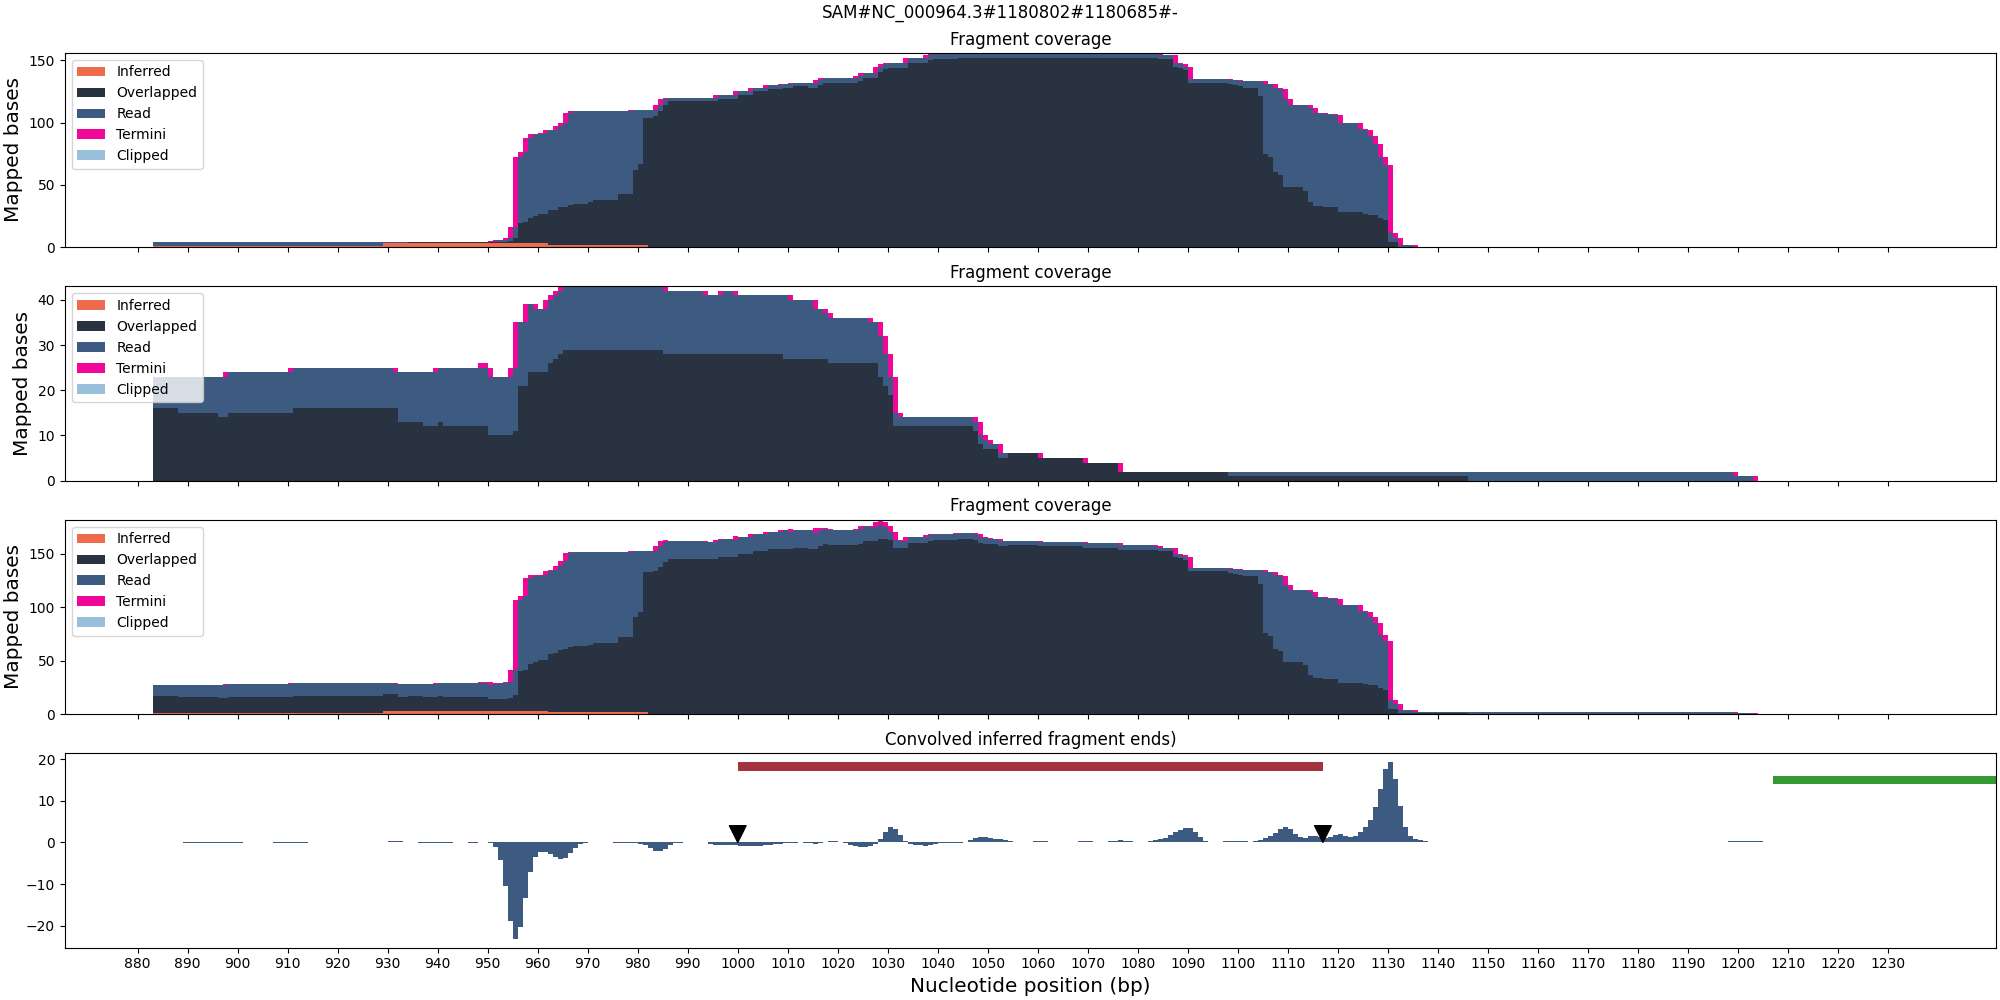 SAM#NC_000964.3#1180802#1180685#-
Fragment coverage
Mapped bases
150
100
50
0
Inferred
Overlapped
Read
Termini
Clipped
Fragment coverage
Mapped bases
40
30
20
10
0
Inferred
Overlapped
Read
Termini
Clipped
Fragment coverage
Mapped bases
150
100
50
0
Inferred
Overlapped
Read
Termini
Clipped
Convolved inferred fragment ends)
20
10
0
−10
−20
880 890 900 910 920 930 940 950 960 970 980 990 1000 1010 1020 1030 1040 1050 1060 1070 1080 1090 1100 1110 1120 1130 1140 1150 1160 1170 1180 1190 1200 1210 1220 1230
Nucleotide position (bp)